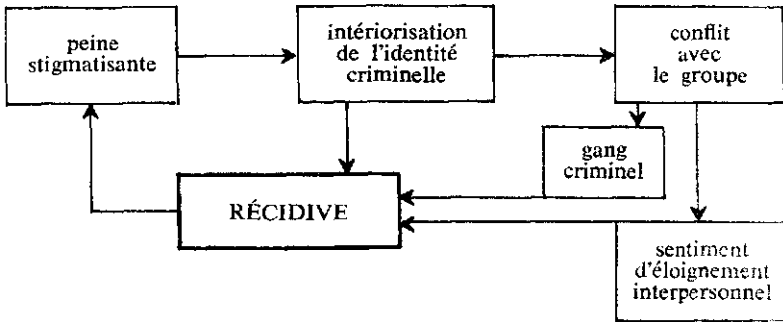 peine
stigmatisante
intériorisation
de l'identité
criminelle
conflit
avec
le groupe
gang
criminel
RÉCIDIVE
sentiment
d'éloignement
interpersonnel